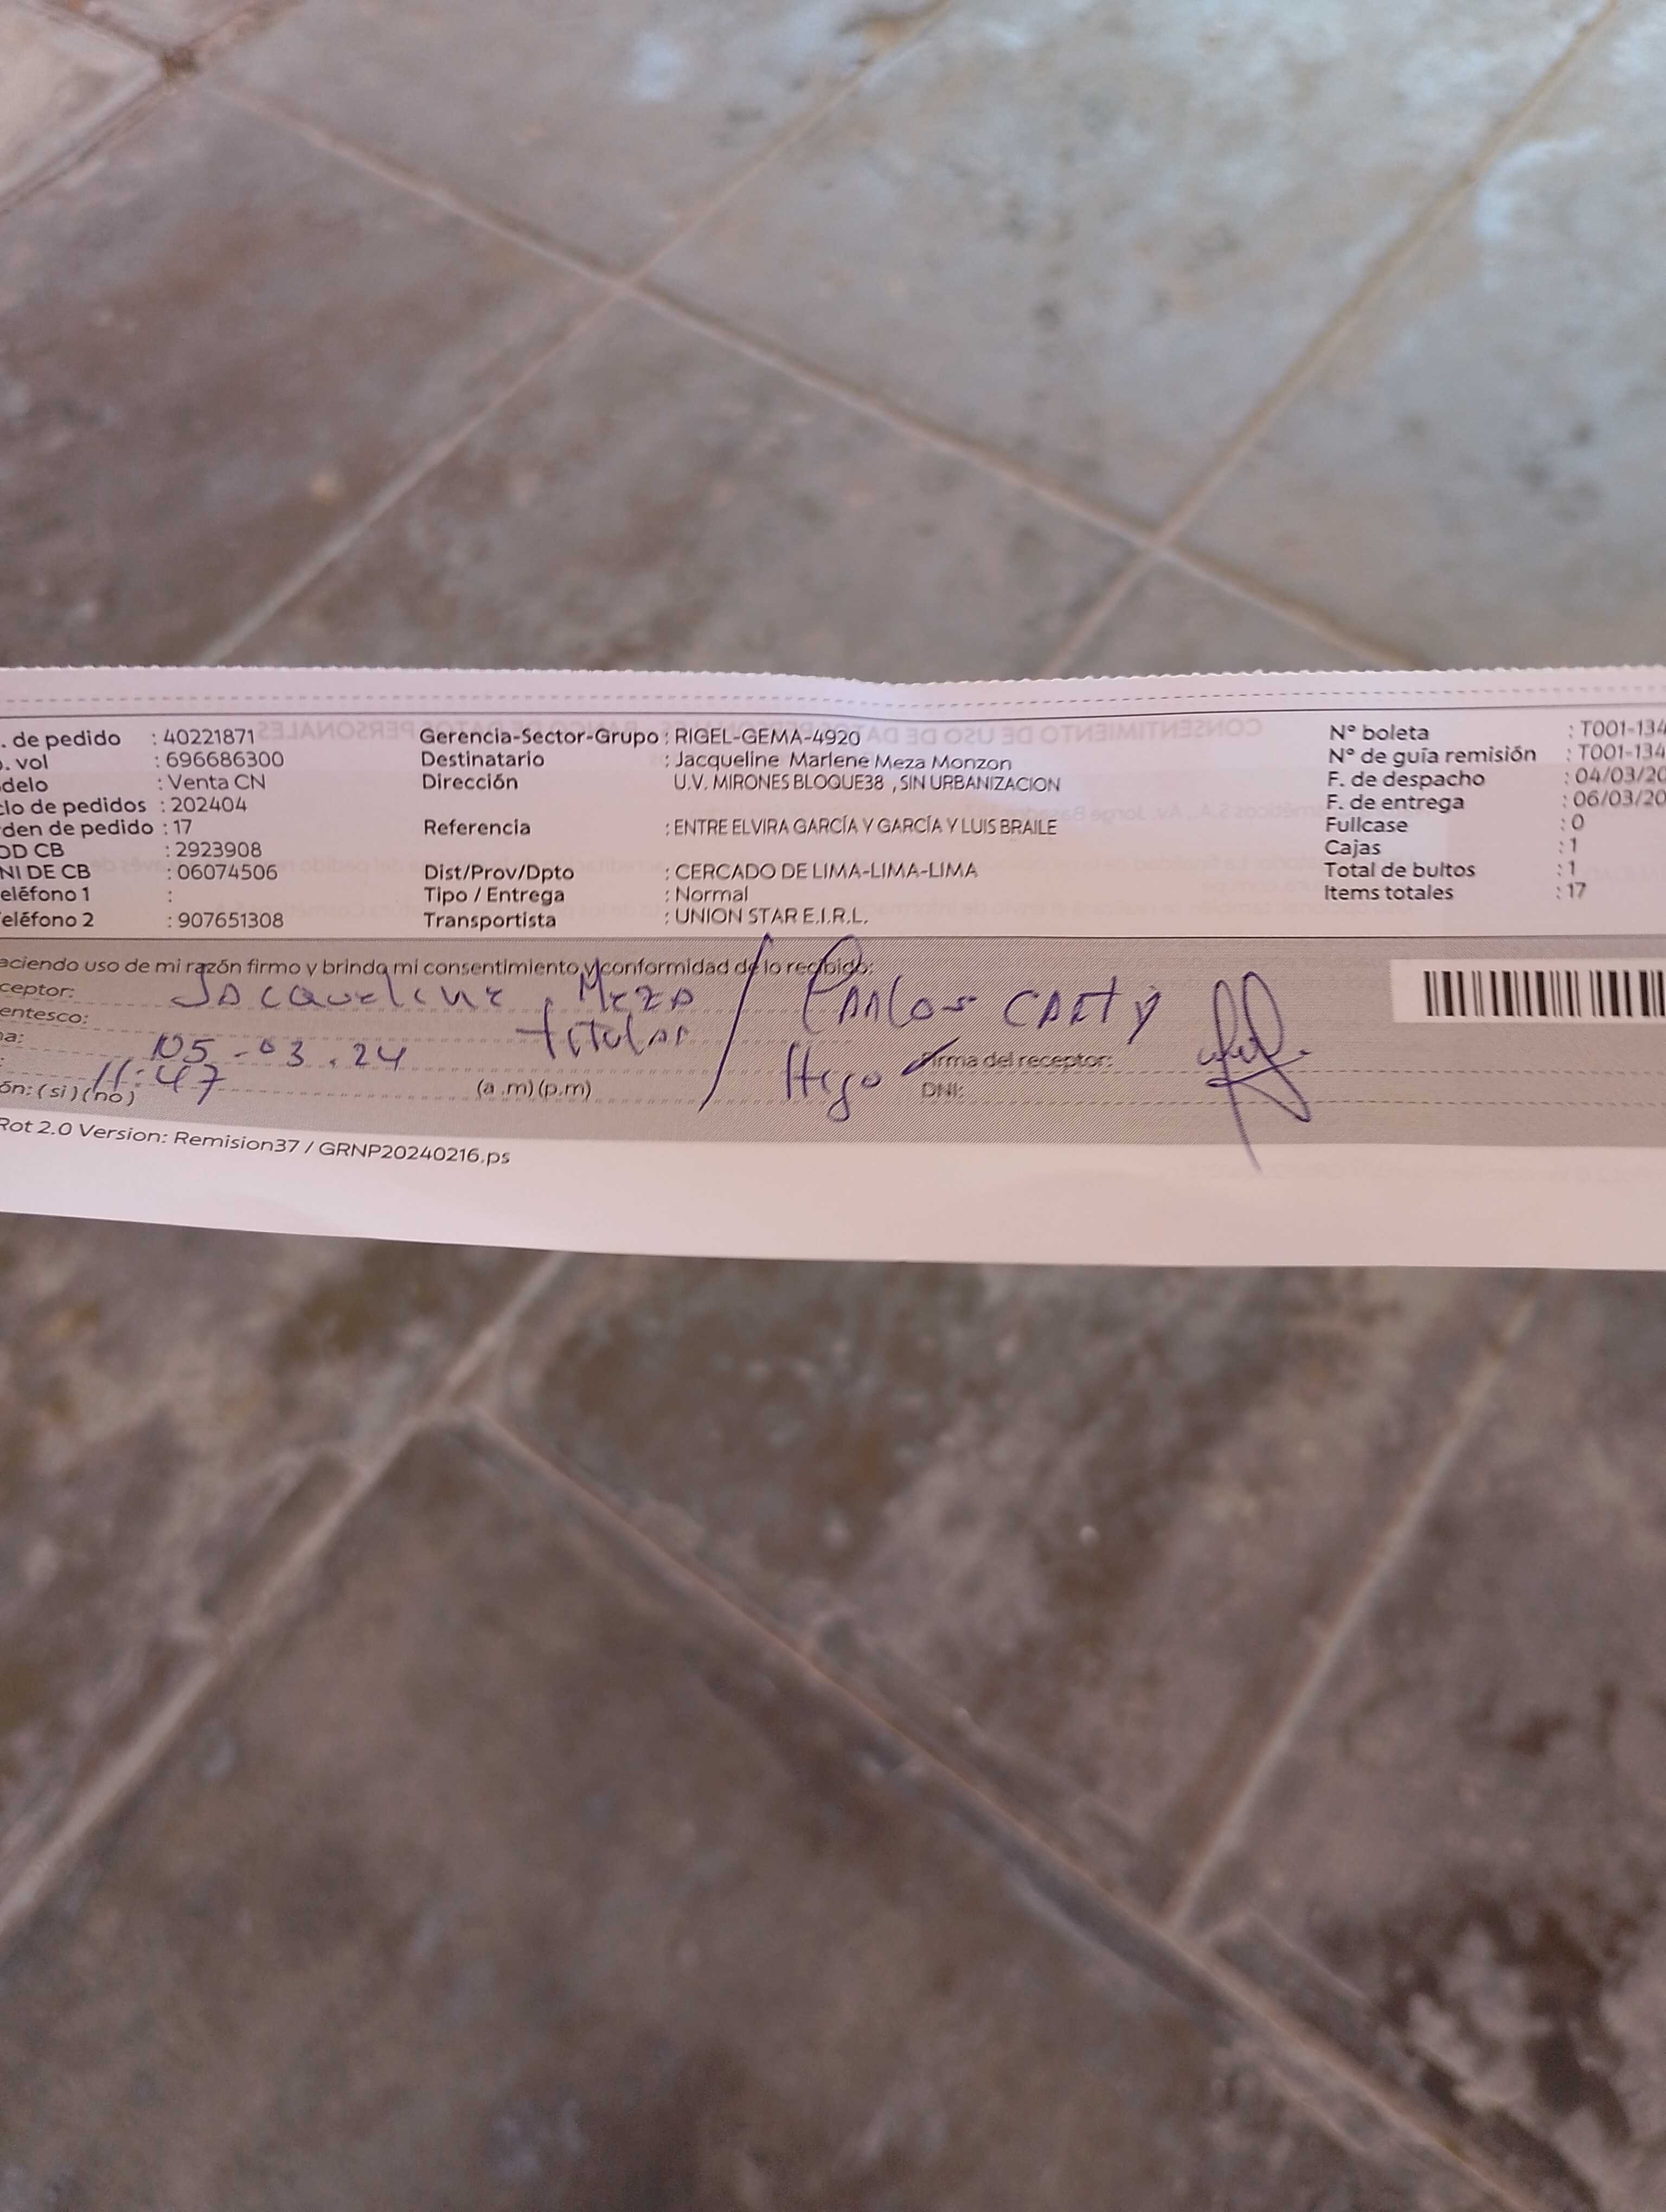 . de pedido : 40221871 Gerencia-Sector-Grupo : RIGEL-GEMA-4920 Nº boleta : T001-134
. vol : 696686300 Destinatario : Jacqueline Marlene Meza Monzon Nº de guía remisión : T001-134
delo : Venta CN Dirección U.V. MIRONES BLOQUE38 , SIN URBANIZACION F. de despacho : 04/03/20
lo de pedidos : 202404 F. de entrega : 06/03/20
den de pedido : 17 Referencia : ENTRE ELVIRA GARCÍA Y GARCÍA Y LUIS BRAILE Fullcase : 0
OD CB : 2923908 Cajas : 1
NI DE CB : 06074506 Dist/Prov/Dpto : CERCADO DE LIMA-LIMA-LIMA Total de bultos : 1
eléfono 1 : Tipo / Entrega : Normal Items totales : 17
eléfono 2 : 907651308 Transportista : UNION STAR E.I.R.L.
aciendo uso de mi razón firmo y brindo mi consentimiento y conformidad de lo recibido:
ceptor: Jacqueline Meza / Carlos
entesco: titular
a: 05-03.24 Firma del receptor:
: 11:47 (a .m) (p.m) DNI:
ón: (si) (no)
Rot 2.0 Version: Remision37 / GRNP20240216.ps